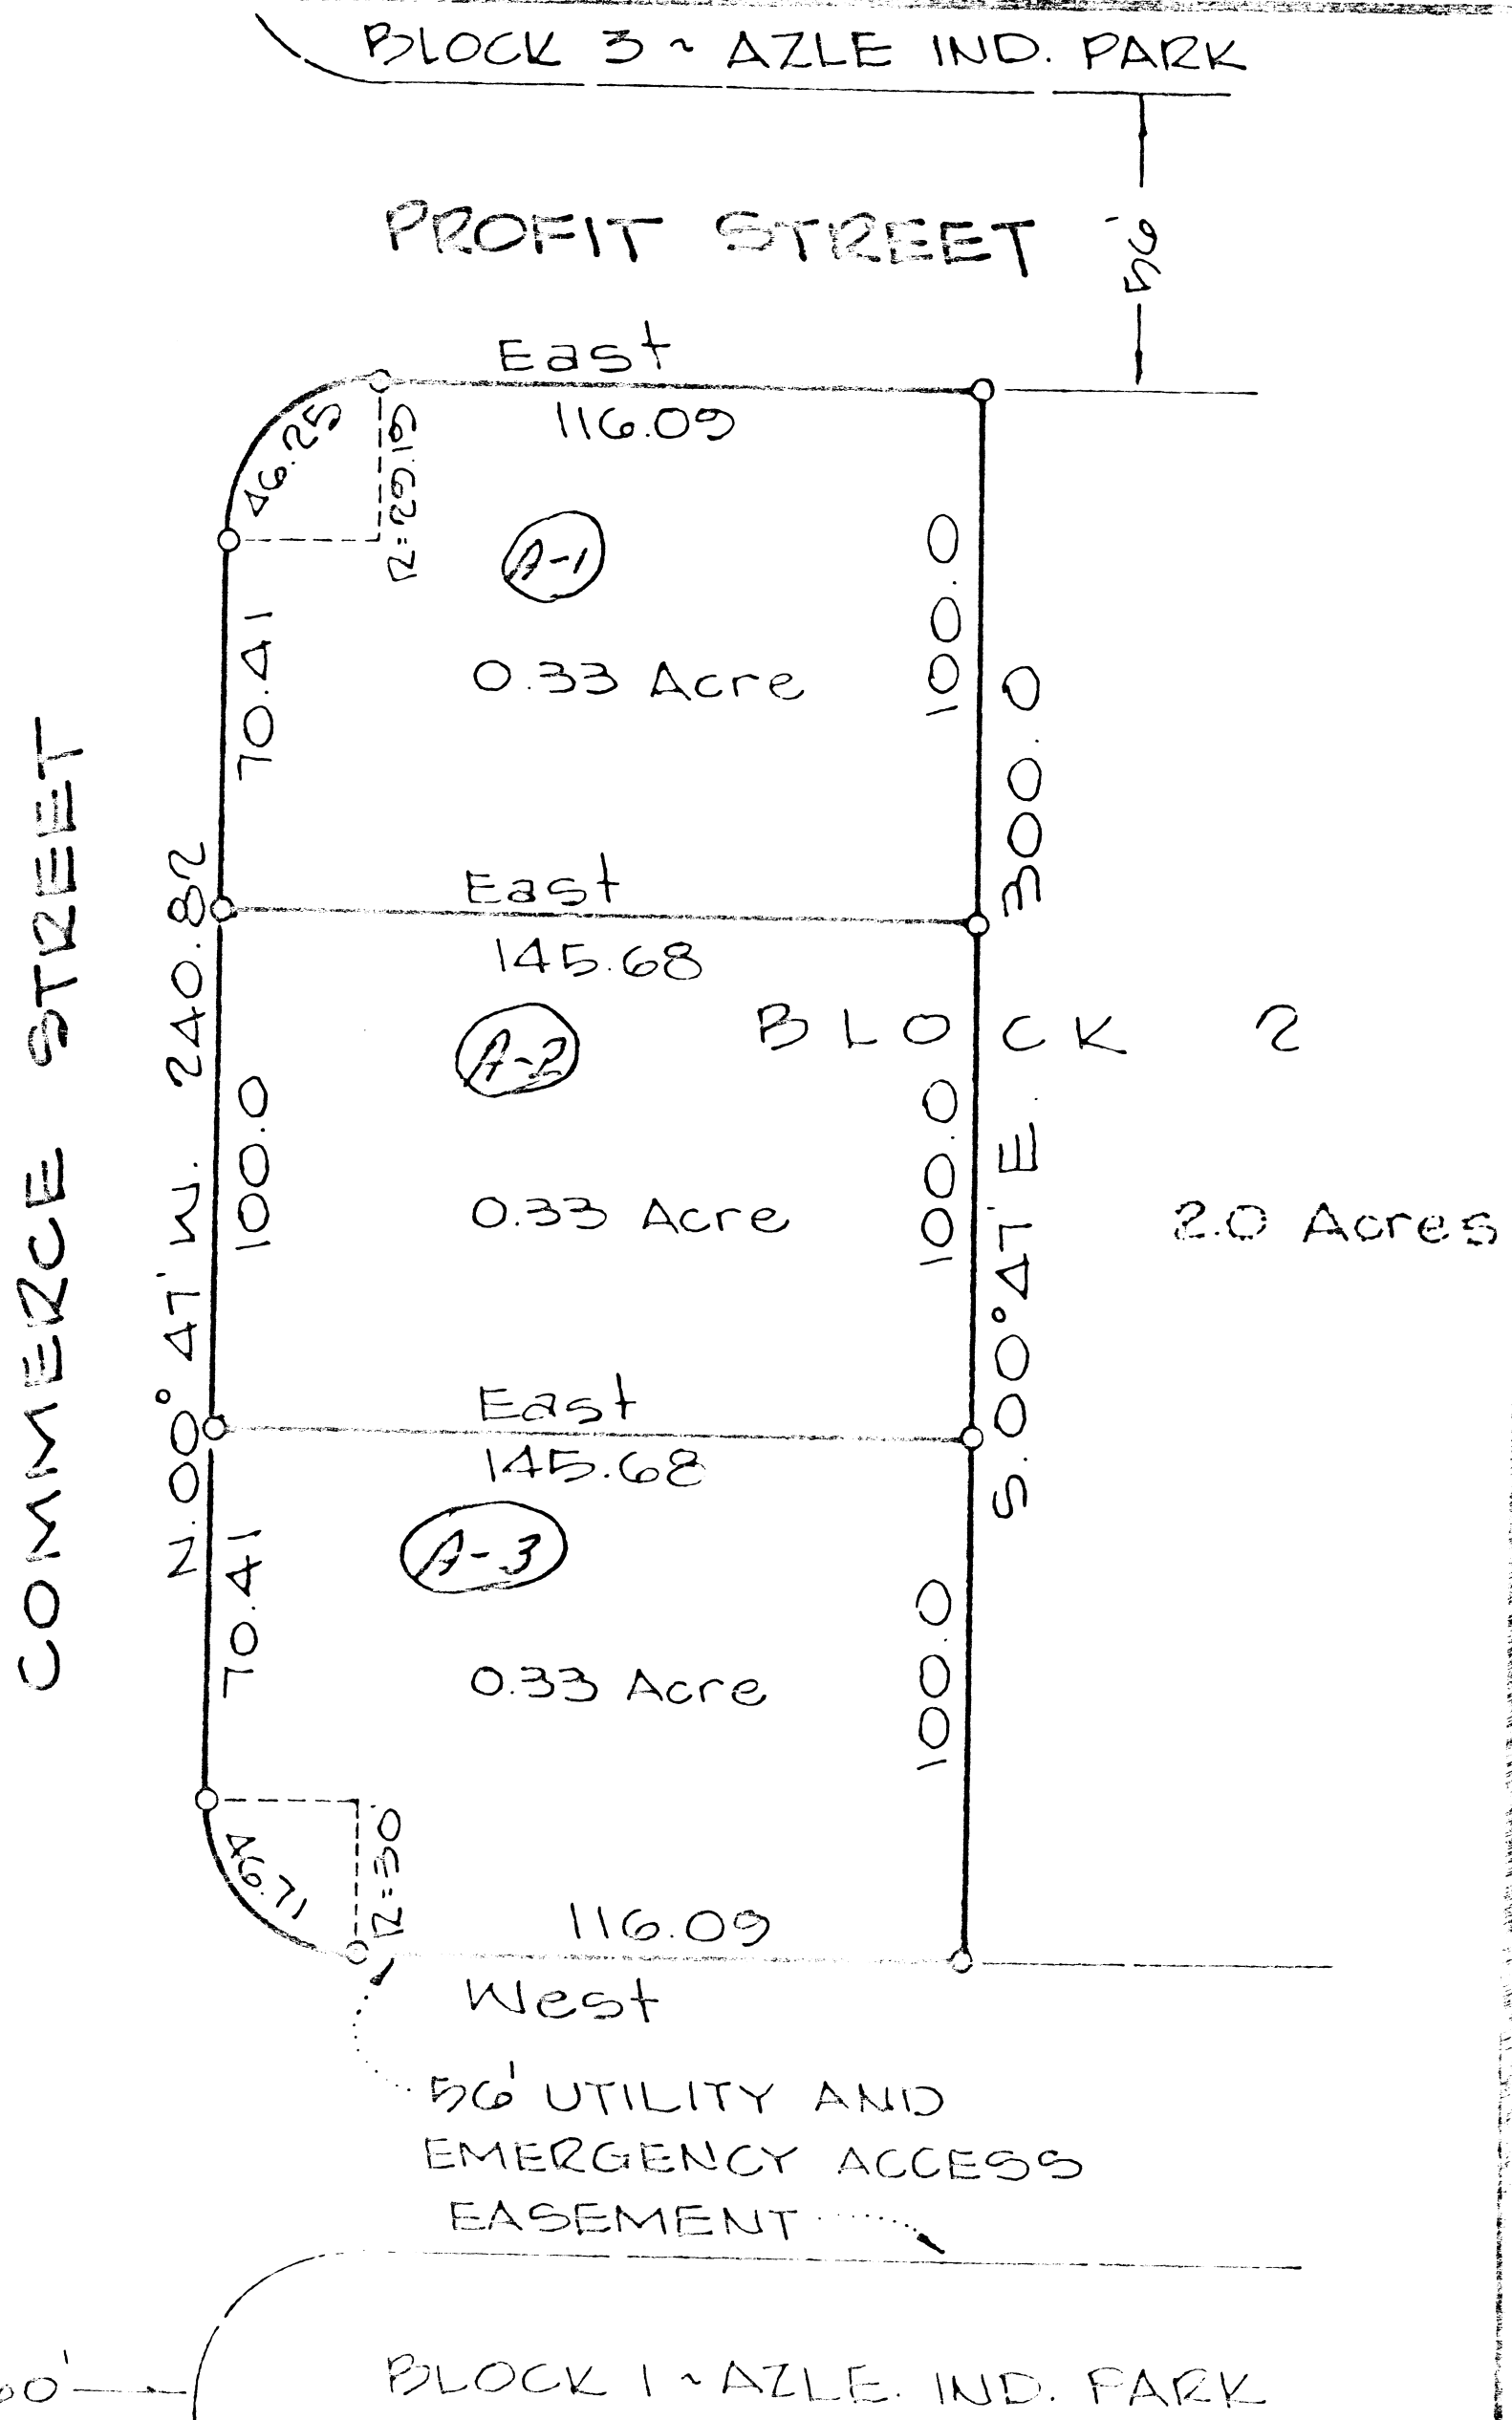 BLOCK 3 ~ AZLE IND. PARK
PROFIT STREET
56'
East
116.09
46.25
R=29.19
A-1
70.41
100.0
0.33 Acre
300.0
COMMERCE STREET
N.00°47'W. 240.82
East
145.68
A-2
BLOCK 2
100.0
100.0
0.33 Acre
S.00°47'E.
2.0 Acres
East
145.68
A-3
70.41
100.0
0.33 Acre
46.71
R=30'
116.09
West
56' UTILITY AND
EMERGENCY ACCESS
EASEMENT
BLOCK 1 ~ AZLE. IND. PARK